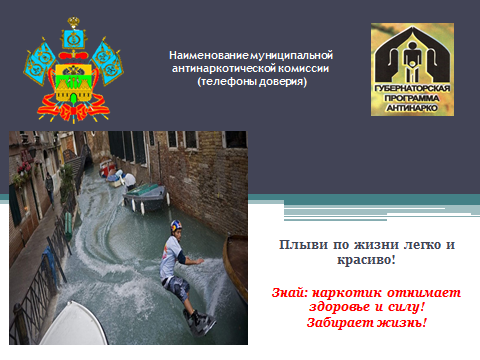 Наименование муниципальной
антинаркотической комиссии
(телефоны доверия)
ГУБЕРНАТОРСКАЯ
ПРОГРАММА
АНТИНАРКО
Плыви по жизни легко и
красиво!
Знай: наркотик отнимает
здоровье и силу!
Забирает жизнь!